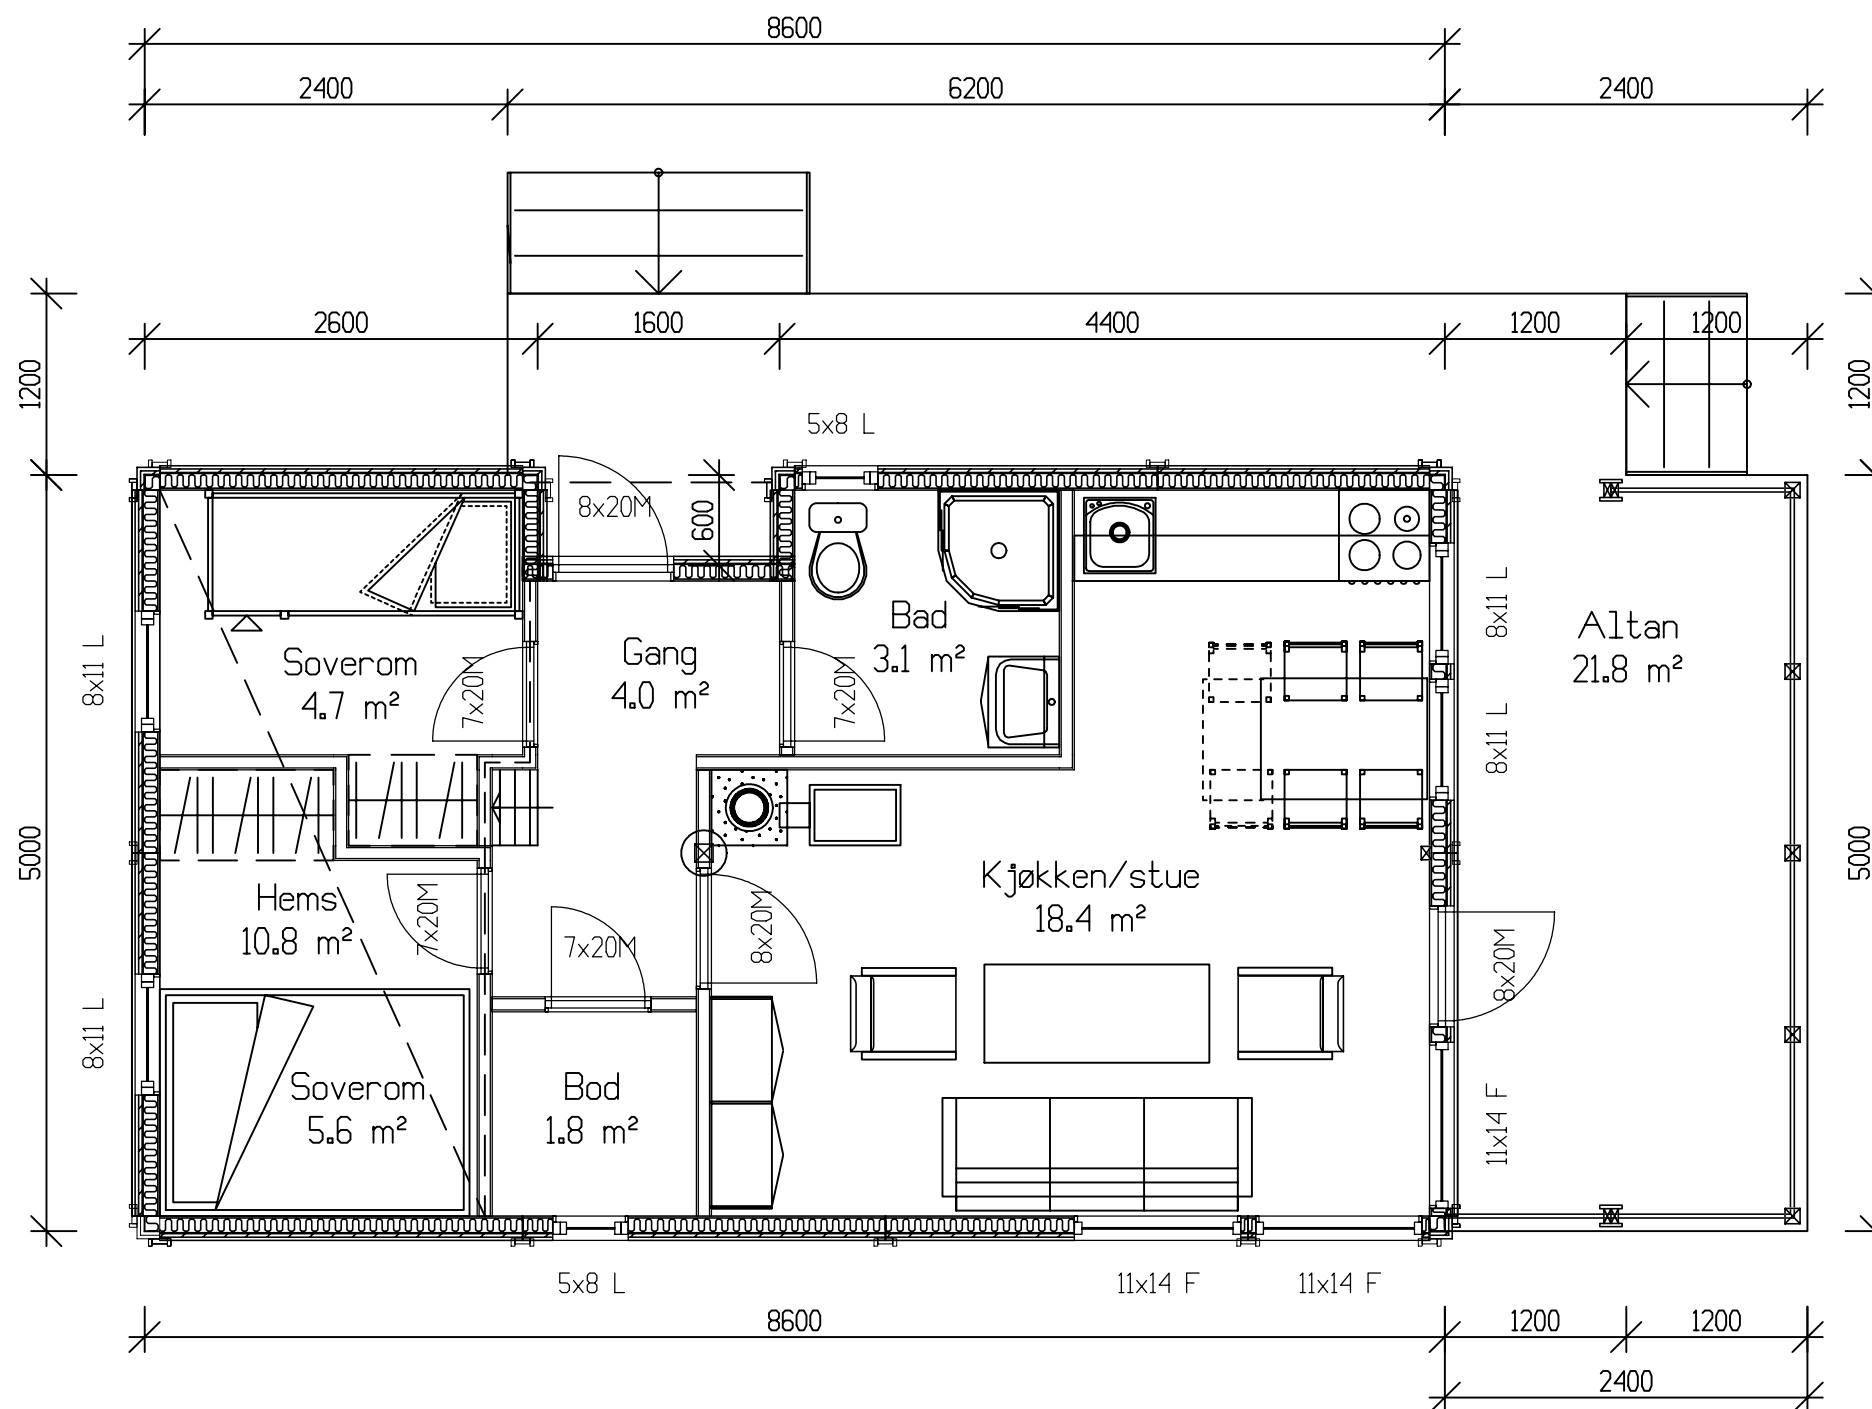 8600
2400 6200 2400
2600 1600 4400 1200 1200
1200
1200
5x8 L
8x20M
600
8x11 L
Soverom
4.7 m²
7x20M
Gang
4.0 m²
7x20M
Bad
3.1 m²
8x11 L
8x11 L
Altan
21.8 m²
5000
5000
Hems
10.8 m²
7x20M
7x20M
8x20M
Kjøkken/stue
18.4 m²
8x20M
8x11 L
Soverom
5.6 m²
Bod
1.8 m²
11x14 F
5x8 L
11x14 F
11x14 F
8600 1200 1200
2400